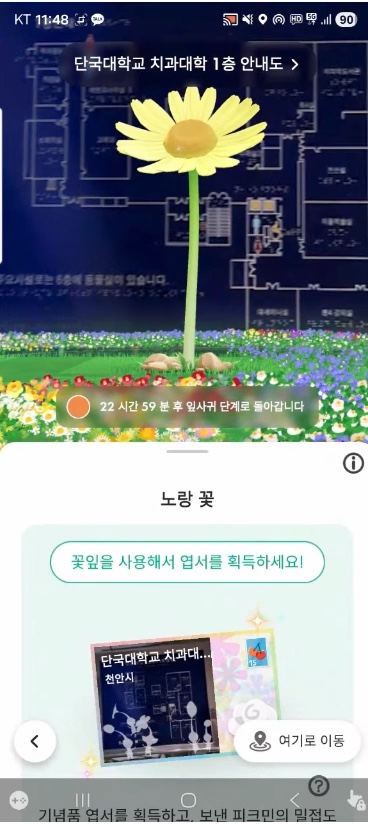 KT 11:48
HD 5G 90
단국대학교 치과대학 1층 안내도
22 시간 59 분 후 잎사귀 단계로 돌아갑니다
노랑 꽃
꽃잎을 사용해서 엽서를 획득하세요!
단국대학교 치과대...
천안시
15
여기로 이동
기념품 엽서를 획득하고, 보낸 피크민의 밀접도